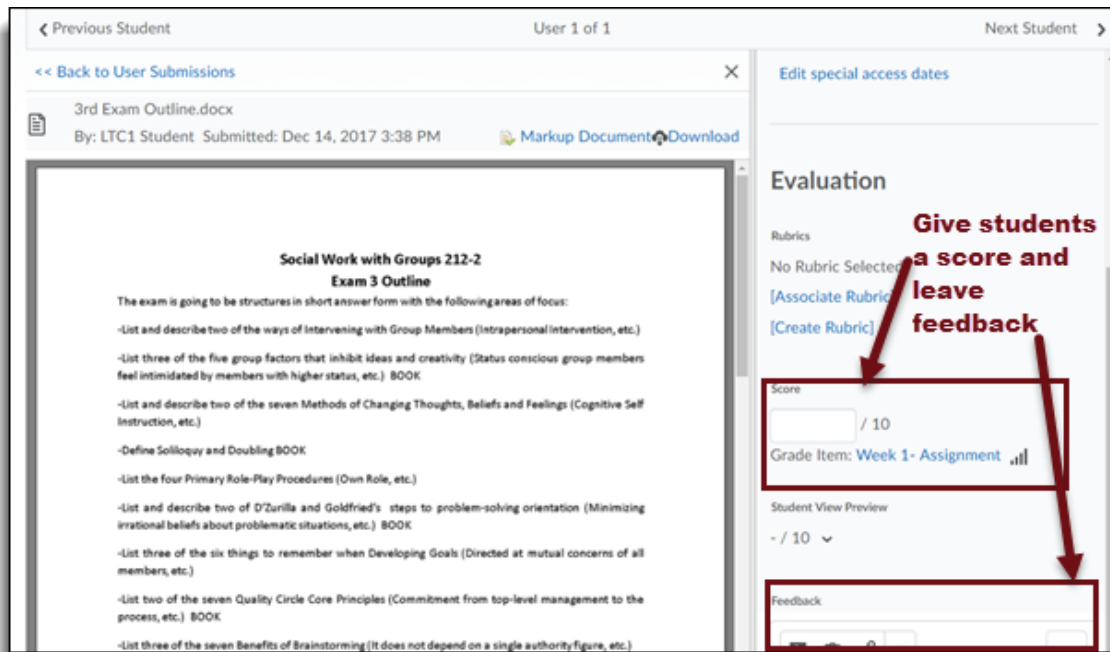 Previous Student
User 1 of 1
Next Student
<< Back to User Submissions
3rd Exam Outline.docx
By: LTC1 Student Submitted: Dec 14, 2017 3:38 PM
Markup Document
Download
Social Work with Groups 212-2
Exam 3 Outline
The exam is going to be structures in short answer form with the following areas of focus:
-List and describe two of the ways of Intervening with Group Members (Intrapersonal Intervention, etc.)
-List three of the five group factors that inhibit ideas and creativity (Status conscious group members
feel intimidated by members with higher status, etc.) BOOK
-List and describe two of the seven Methods of Changing Thoughts, Beliefs and Feelings (Cognitive Self
Instruction, etc.)
-Define Soliloquy and Doubling BOOK
-List the four Primary Role-Play Procedures (Own Role, etc.)
-List and describe two of D'Zurilla and Goldfried's steps to problem-solving orientation (Minimizing
irrational beliefs about problematic situations, etc.) BOOK
-List three of the six things to remember when Developing Goals (Directed at mutual concerns of all
members, etc.)
-List two of the seven Quality Circle Core Principles (Commitment from top-level management to the
process, etc.) BOOK
-List three of the seven Benefits of Brainstorming (It does not depend on a single authority figure, etc.)
Edit special access dates
Evaluation
Give students
a score and
leave
feedback
Rubrics
No Rubric Selected
[Associate Rubric]
[Create Rubric]
Score
/ 10
Grade Item: Week 1- Assignment
Student View Preview
- / 10
Feedback